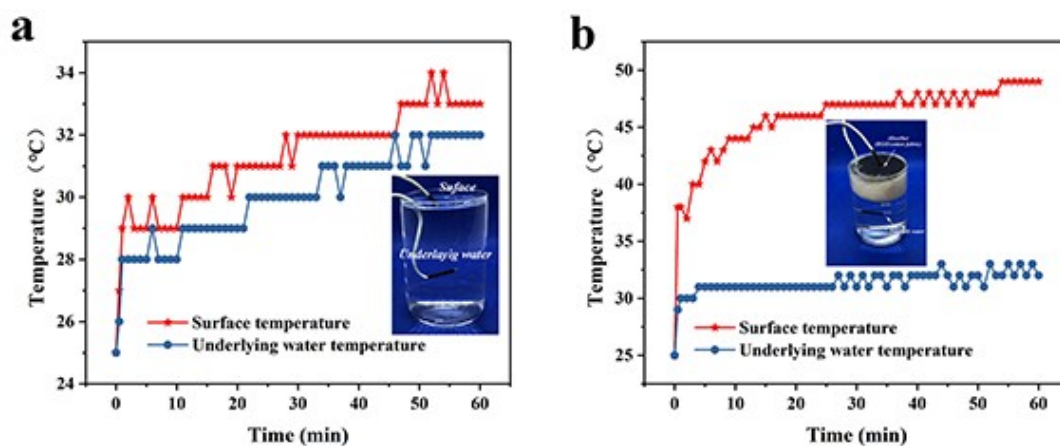 a
34
32
30
28
26
24
Temperature (℃)
Surface
Underlayig water
Surface temperature
Underlying water temperature
0 10 20 30 40 50 60
Time (min)
b
50
45
40
35
30
25
Temperature (℃)
water
Surface temperature
Underlying water temperature
0 10 20 30 40 50 60
Time (min)